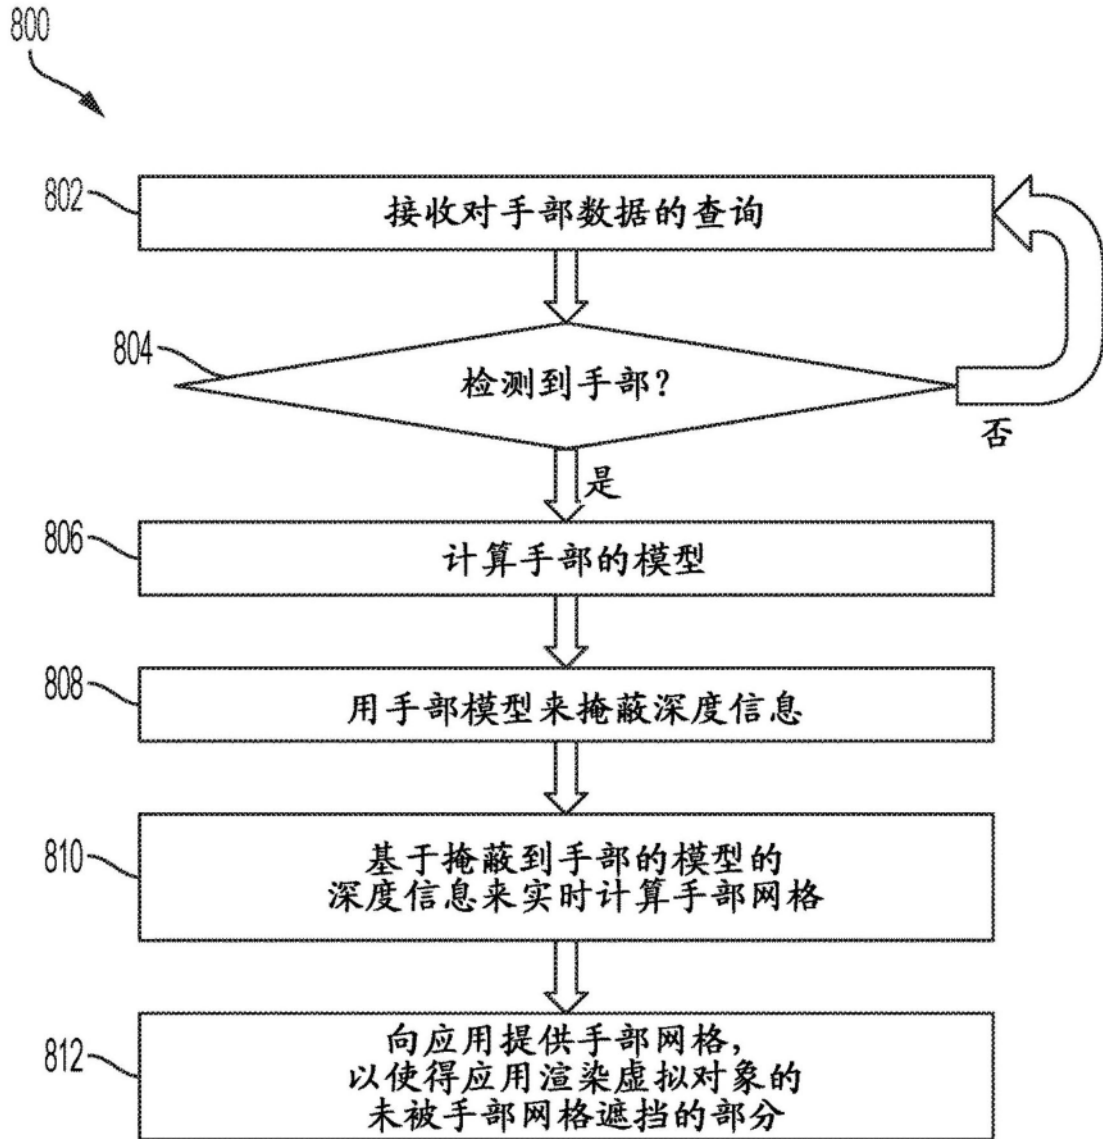 800
802
接收对手部数据的查询
804
检测到手部?
否
是
806
计算手部的模型
808
用手部模型来掩蔽深度信息
810
基于掩蔽到手部的模型的
深度信息来实时计算手部网格
812
向应用提供手部网格,
以使得应用渲染虚拟对象的
未被手部网格遮挡的部分